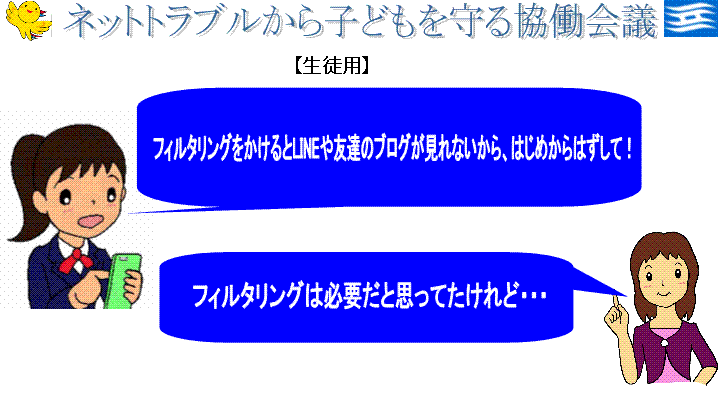 ネットトラブルから子どもを守る協働会議
【生徒用】
フィルタリングをかけるとLINEや友達のブログが見れないから、はじめからはずして！
フィルタリングは必要だと思ってたけれど・・・